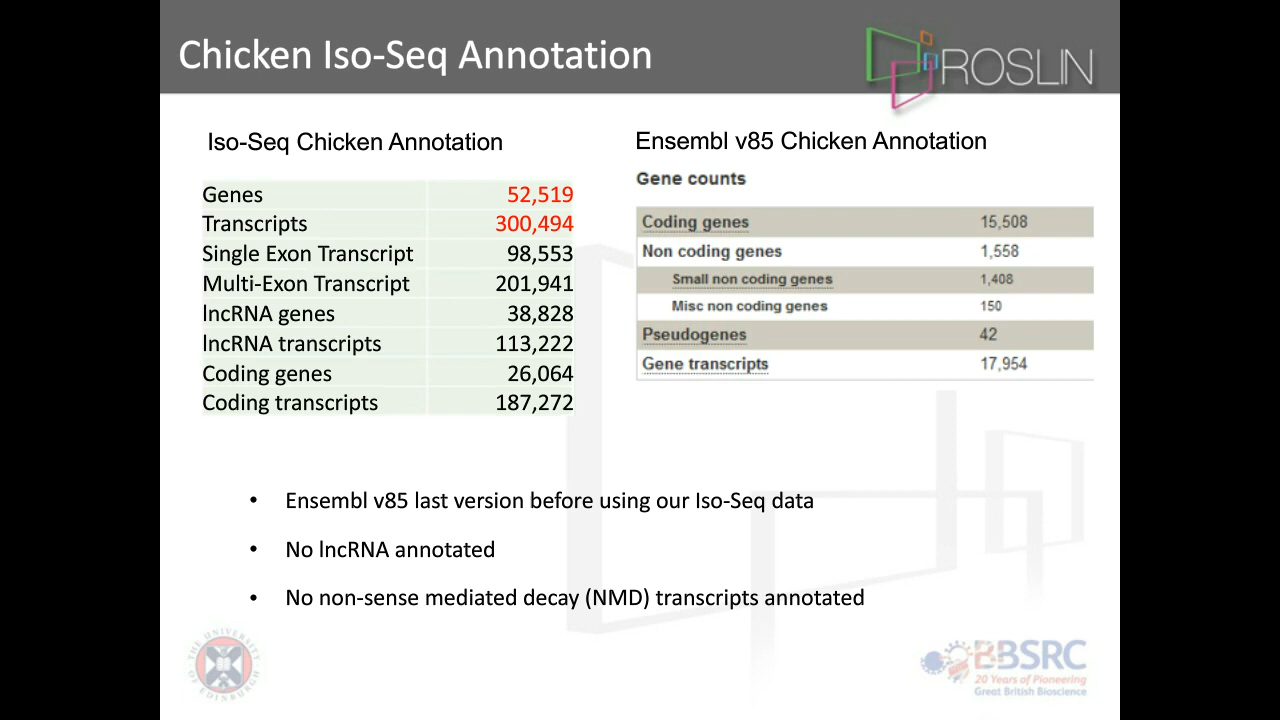 Chicken Iso-Seq Annotation
ROSLIN
Iso-Seq Chicken Annotation
Genes 52,519
Transcripts 300,494
Single Exon Transcript 98,553
Multi-Exon Transcript 201,941
lncRNA genes 38,828
lncRNA transcripts 113,222
Coding genes 26,064
Coding transcripts 187,272
Ensembl v85 Chicken Annotation
Gene counts
Coding genes 15,508
Non coding genes 1,558
Small non coding genes 1,408
Misc non coding genes 150
Pseudogenes 42
Gene transcripts 17,954
• Ensembl v85 last version before using our Iso-Seq data
• No lncRNA annotated
• No non-sense mediated decay (NMD) transcripts annotated
THE UNIVERSITY OF EDINBURGH
BBSRC
20 Years of Pioneering
Great British Bioscience